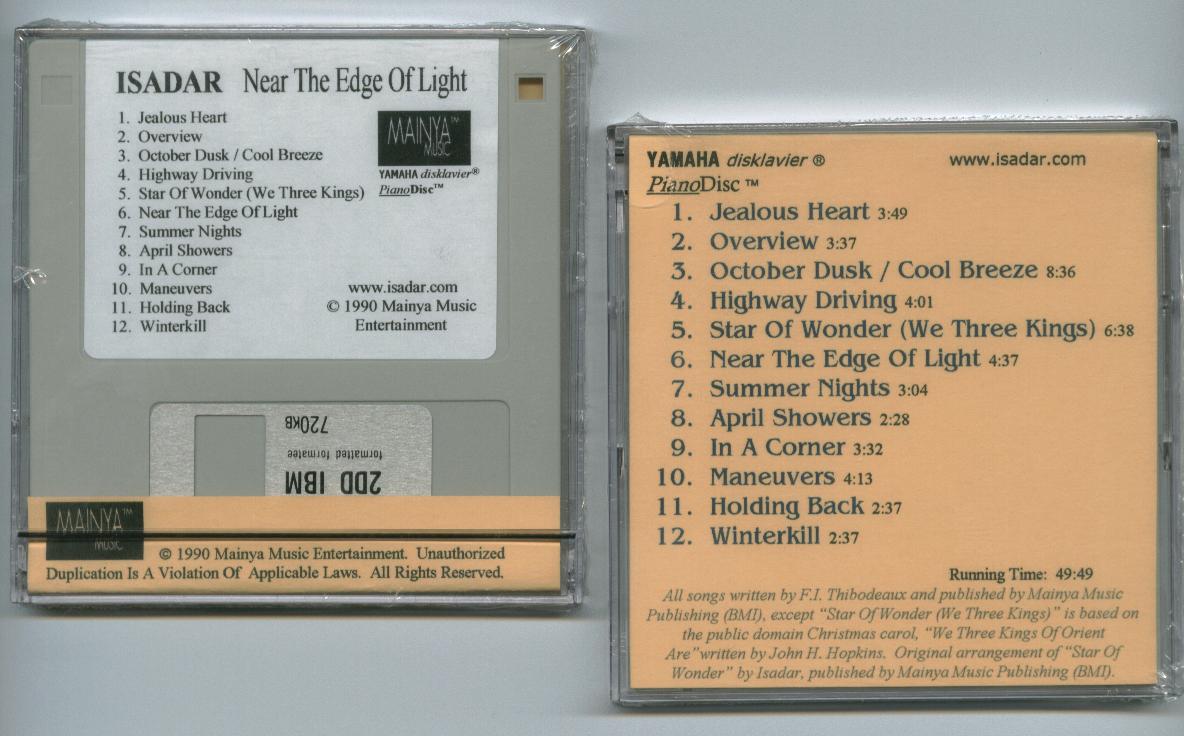 ISADAR Near The Edge Of Light
1. Jealous Heart
2. Overview
3. October Dusk / Cool Breeze
4. Highway Driving
5. Star Of Wonder (We Three Kings)
6. Near The Edge Of Light
7. Summer Nights
8. April Showers
9. In A Corner
10. Maneuvers
11. Holding Back
12. Winterkill
MAINYA™
MUSIC
YAMAHA disklavier®
PianoDisc™
www.isadar.com
© 1990 Mainya Music
Entertainment
720KB
formatted formatee
2DD IBM
MAINYA™
MUSIC
© 1990 Mainya Music Entertainment. Unauthorized
Duplication Is A Violation Of Applicable Laws. All Rights Reserved.
YAMAHA disklavier ® www.isadar.com
PianoDisc ™
1. Jealous Heart 3:49
2. Overview 3:37
3. October Dusk / Cool Breeze 8:36
4. Highway Driving 4:01
5. Star Of Wonder (We Three Kings) 6:38
6. Near The Edge Of Light 4:37
7. Summer Nights 3:04
8. April Showers 2:28
9. In A Corner 3:32
10. Maneuvers 4:13
11. Holding Back 2:37
12. Winterkill 2:37
Running Time: 49:49
All songs written by F.I. Thibodeaux and published by Mainya Music
Publishing (BMI), except “Star Of Wonder (We Three Kings)” is based on
the public domain Christmas carol, “We Three Kings Of Orient
Are”written by John H. Hopkins. Original arrangement of “Star Of
Wonder” by Isadar, published by Mainya Music Publishing (BMI).